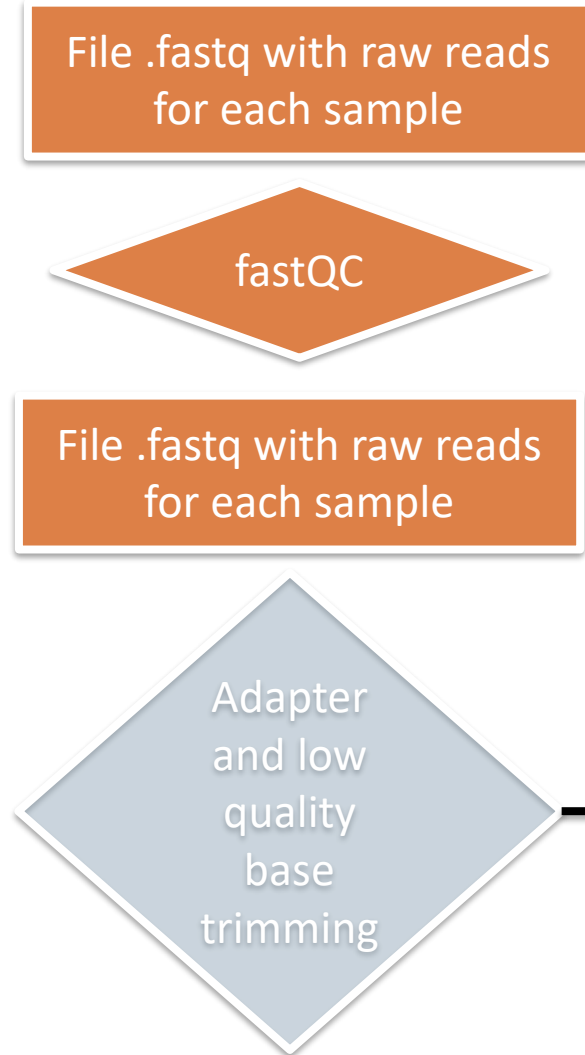 File .fastq with raw reads
for each sample
fastQC
File .fastq with raw reads
for each sample
Adapter
and low
quality
base
trimming